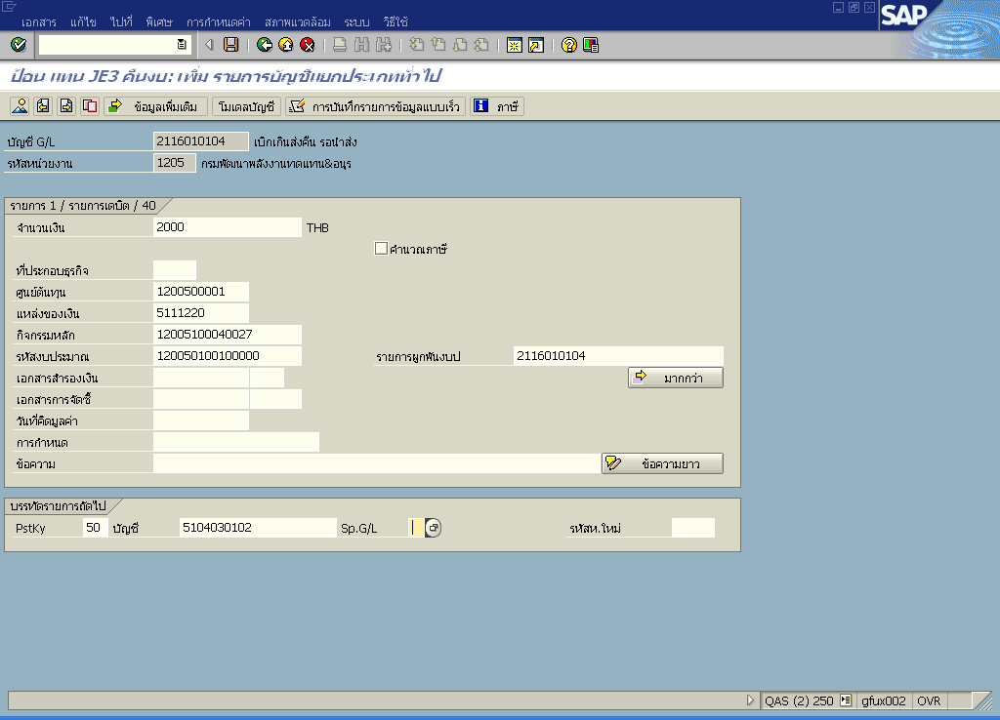 เอกสาร แก้ไข ไปที่ พิเศษ การกำหนดค่า สภาพแวดล้อม ระบบ วิธีใช้
SAP
ป้อน แทน JE3 คืนงบ: เพิ่ม รายการบัญชีแยกประเภททั่วไป
ข้อมูลเพิ่มเติม โมเดลบัญชี การบันทึกรายการข้อมูลแบบเร็ว ภาษี
บัญชี G/L 2116010104 เบิกเกินส่งคืน รอนำส่ง
รหัสหน่วยงาน 1205 กรมพัฒนาพลังงานทดแทน&อนุร
รายการ 1 / รายการเดบิต / 40
จำนวนเงิน 2000 THB
คำนวณภาษี
ที่ประกอบธุรกิจ
ศูนย์ต้นทุน 1200500001
แหล่งของเงิน 5111220
กิจกรรมหลัก 12005100040027
รหัสงบประมาณ 120050100100000 รายการผูกพันงบป 2116010104
เอกสารสำรองเงิน มากกว่า
เอกสารการจัดซื้
วันที่คิดมูลค่า
การกำหนด
ข้อความ ข้อความยาว
บรรทัดรายการถัดไป
PstKy 50 บัญชี 5104030102 Sp.G/L รหัสห.ใหม่
QAS (2) 250 gfux002 OVR